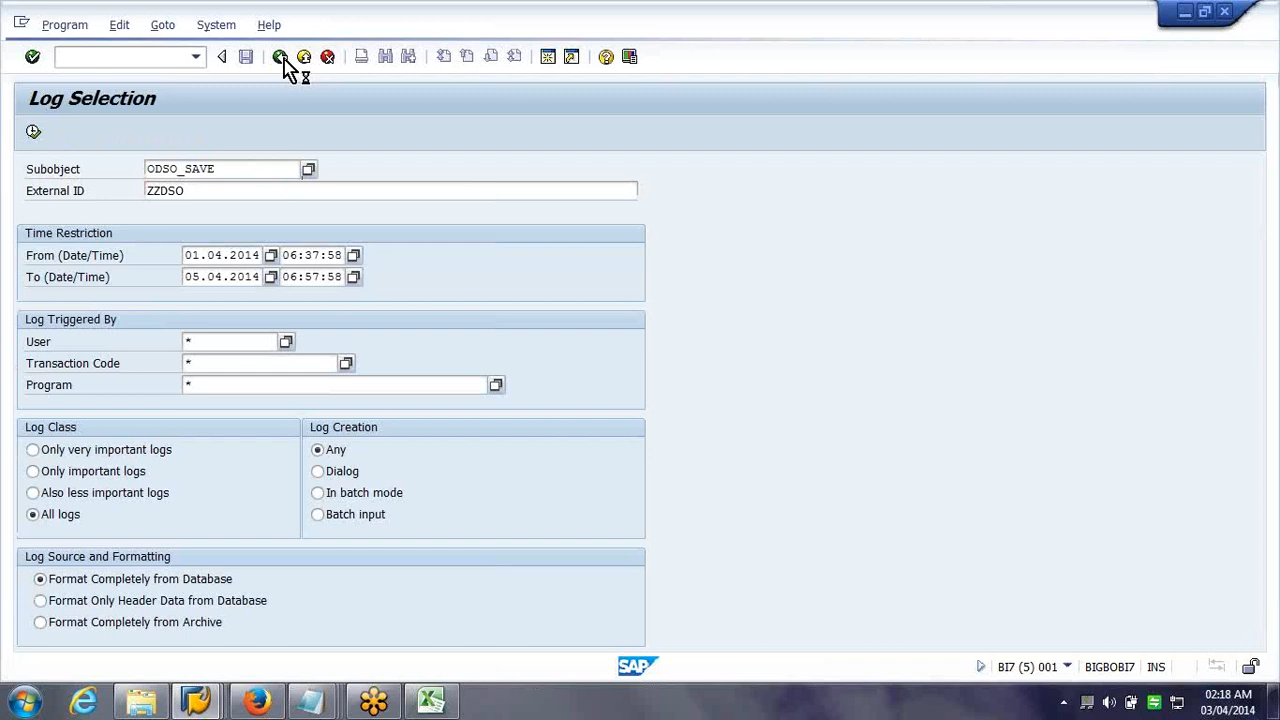 Program Edit Goto System Help
Log Selection
Subobject ODSO_SAVE
External ID ZZDSO
Time Restriction
From (Date/Time) 01.04.2014 06:37:58
To (Date/Time) 05.04.2014 06:57:58
Log Triggered By
User *
Transaction Code *
Program *
Log Class
Only very important logs
Only important logs
Also less important logs
All logs
Log Creation
Any
Dialog
In batch mode
Batch input
Log Source and Formatting
Format Completely from Database
Format Only Header Data from Database
Format Completely from Archive
SAP BI7 (5) 001 BIGBOBI7 INS
02:18 AM
03/04/2014